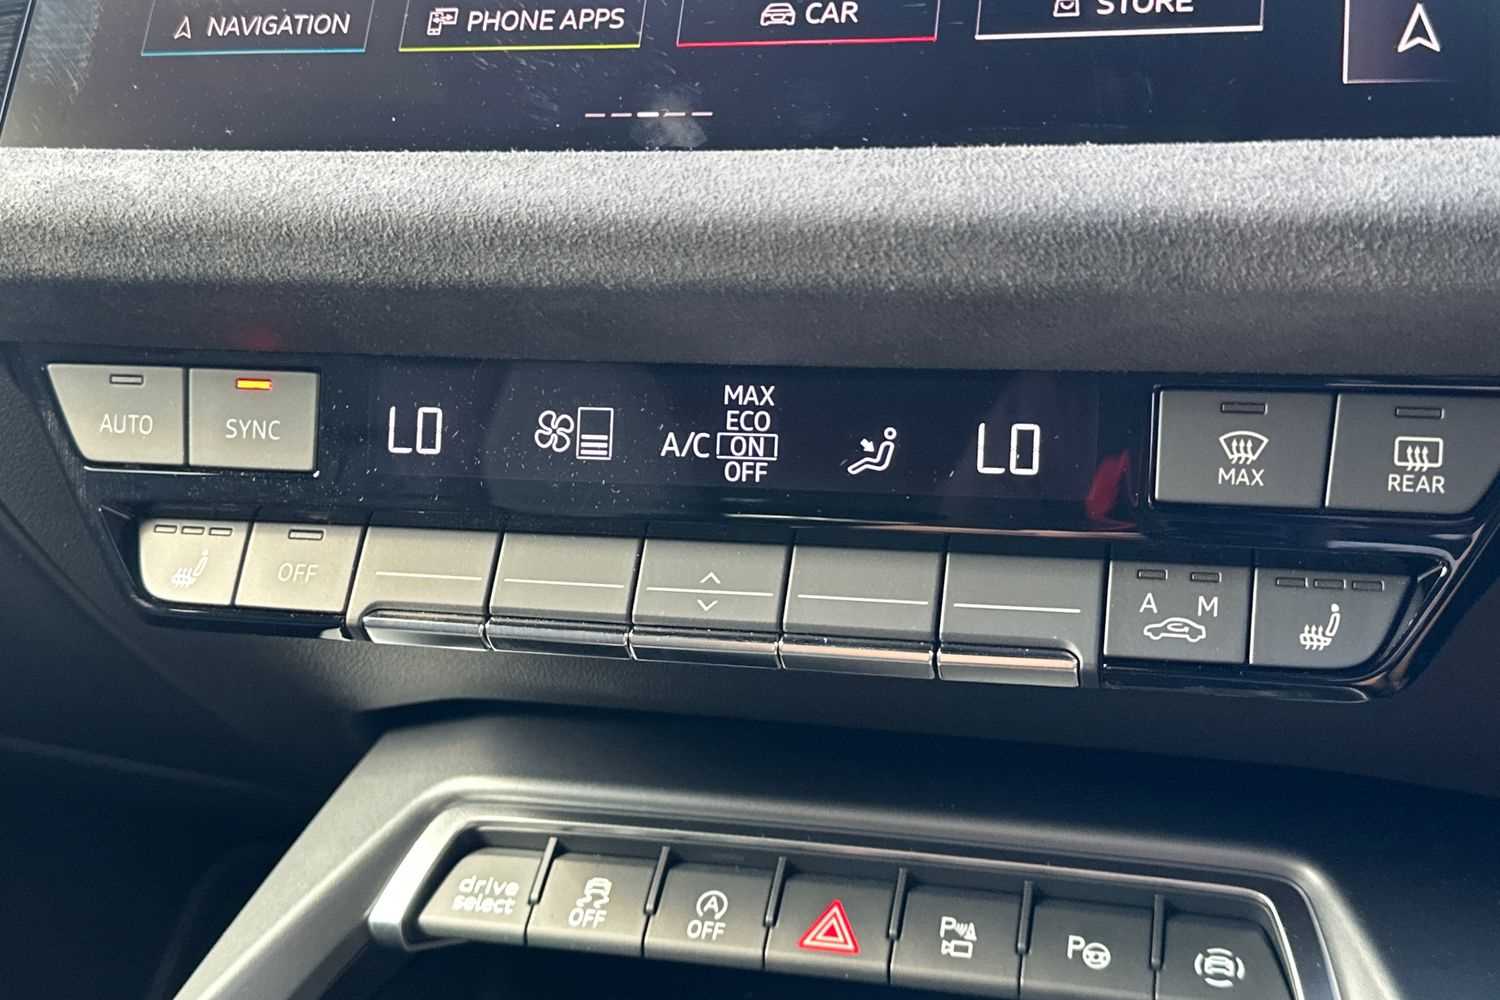 NAVIGATION
PHONE APPS
CAR
STORE
AUTO
SYNC
LO
MAX
ECO
A/C ON
OFF
LO
MAX
REAR
OFF
A M
drive
select
OFF
A
OFF
P
P